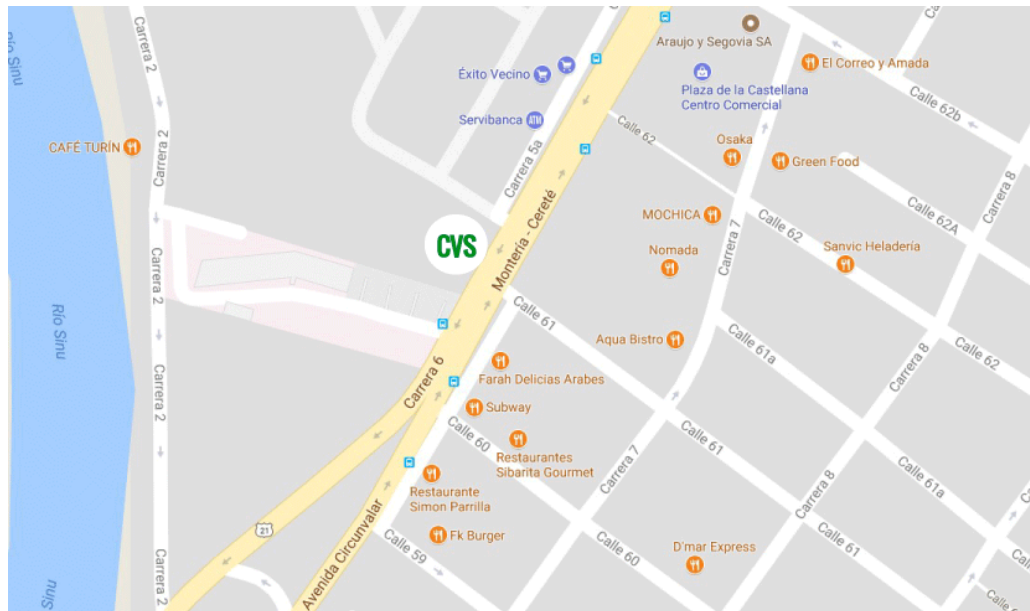 Río Sinu
Carrera 2
Araujo y Segovia SA
El Correo y Amada
Éxito Vecino
Plaza de la Castellana
Centro Comercial
Calle 62b
Servibanca
ATM
Calle 62
Carrera 2
CAFÉ TURÍN
Osaka
Green Food
Carrera 5a
Carrera 8
MOCHICA
Calle 62A
Calle 62
CVS
Montería - Cereté
Carrera 7
Nomada
Sanvic Heladería
Carrera 2
Río Sinu
Calle 61
Aqua Bistro
Calle 61a
Calle 62
Carrera 6
Farah Delicias Arabes
Carrera 8
Carrera 2
Subway
Calle 60
Calle 61
Restaurantes
Sibarita Gourmet
Carrera 7
Calle 61a
Restaurante
Simon Parrilla
Carrera 8
21
Avenida Circunvalar
Fk Burger
Calle 59
Calle 60
D'mar Express
Calle 61
Carrera 2
Sinu